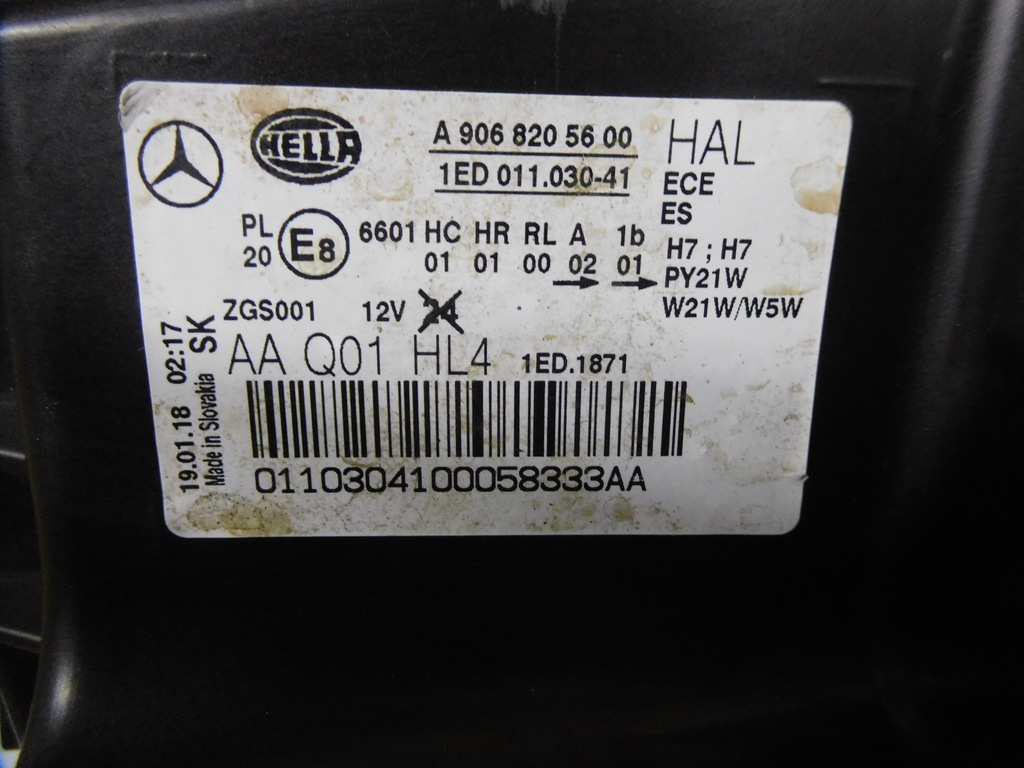 HELLA
A 906 820 56 00
HAL
1ED 011.030-41
ECE
ES
PL
20
E8
6601 HC HR RL A 1b
01 01 00 02 01
H7 ; H7
PY21W
W21W/W5W
ZGS001 12V 24
AA Q01 HL4 1ED.1871
19.01.18 02:17 SK
Made in Slovakia
0110304100058333AA